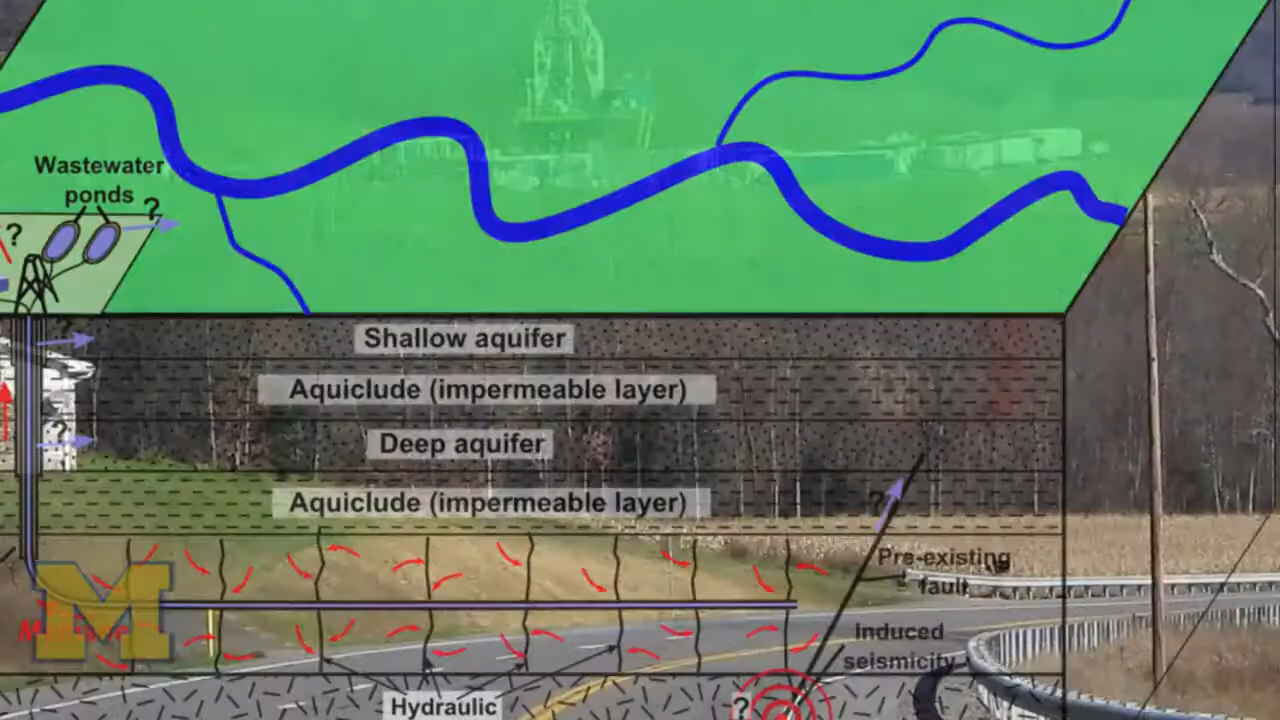 Wastewater
ponds
?
?
Shallow aquifer
Aquiclude (impermeable layer)
?
Deep aquifer
Aquiclude (impermeable layer)
?
Pre-existing
fault
M
Induced
seismicity
Hydraulic
?